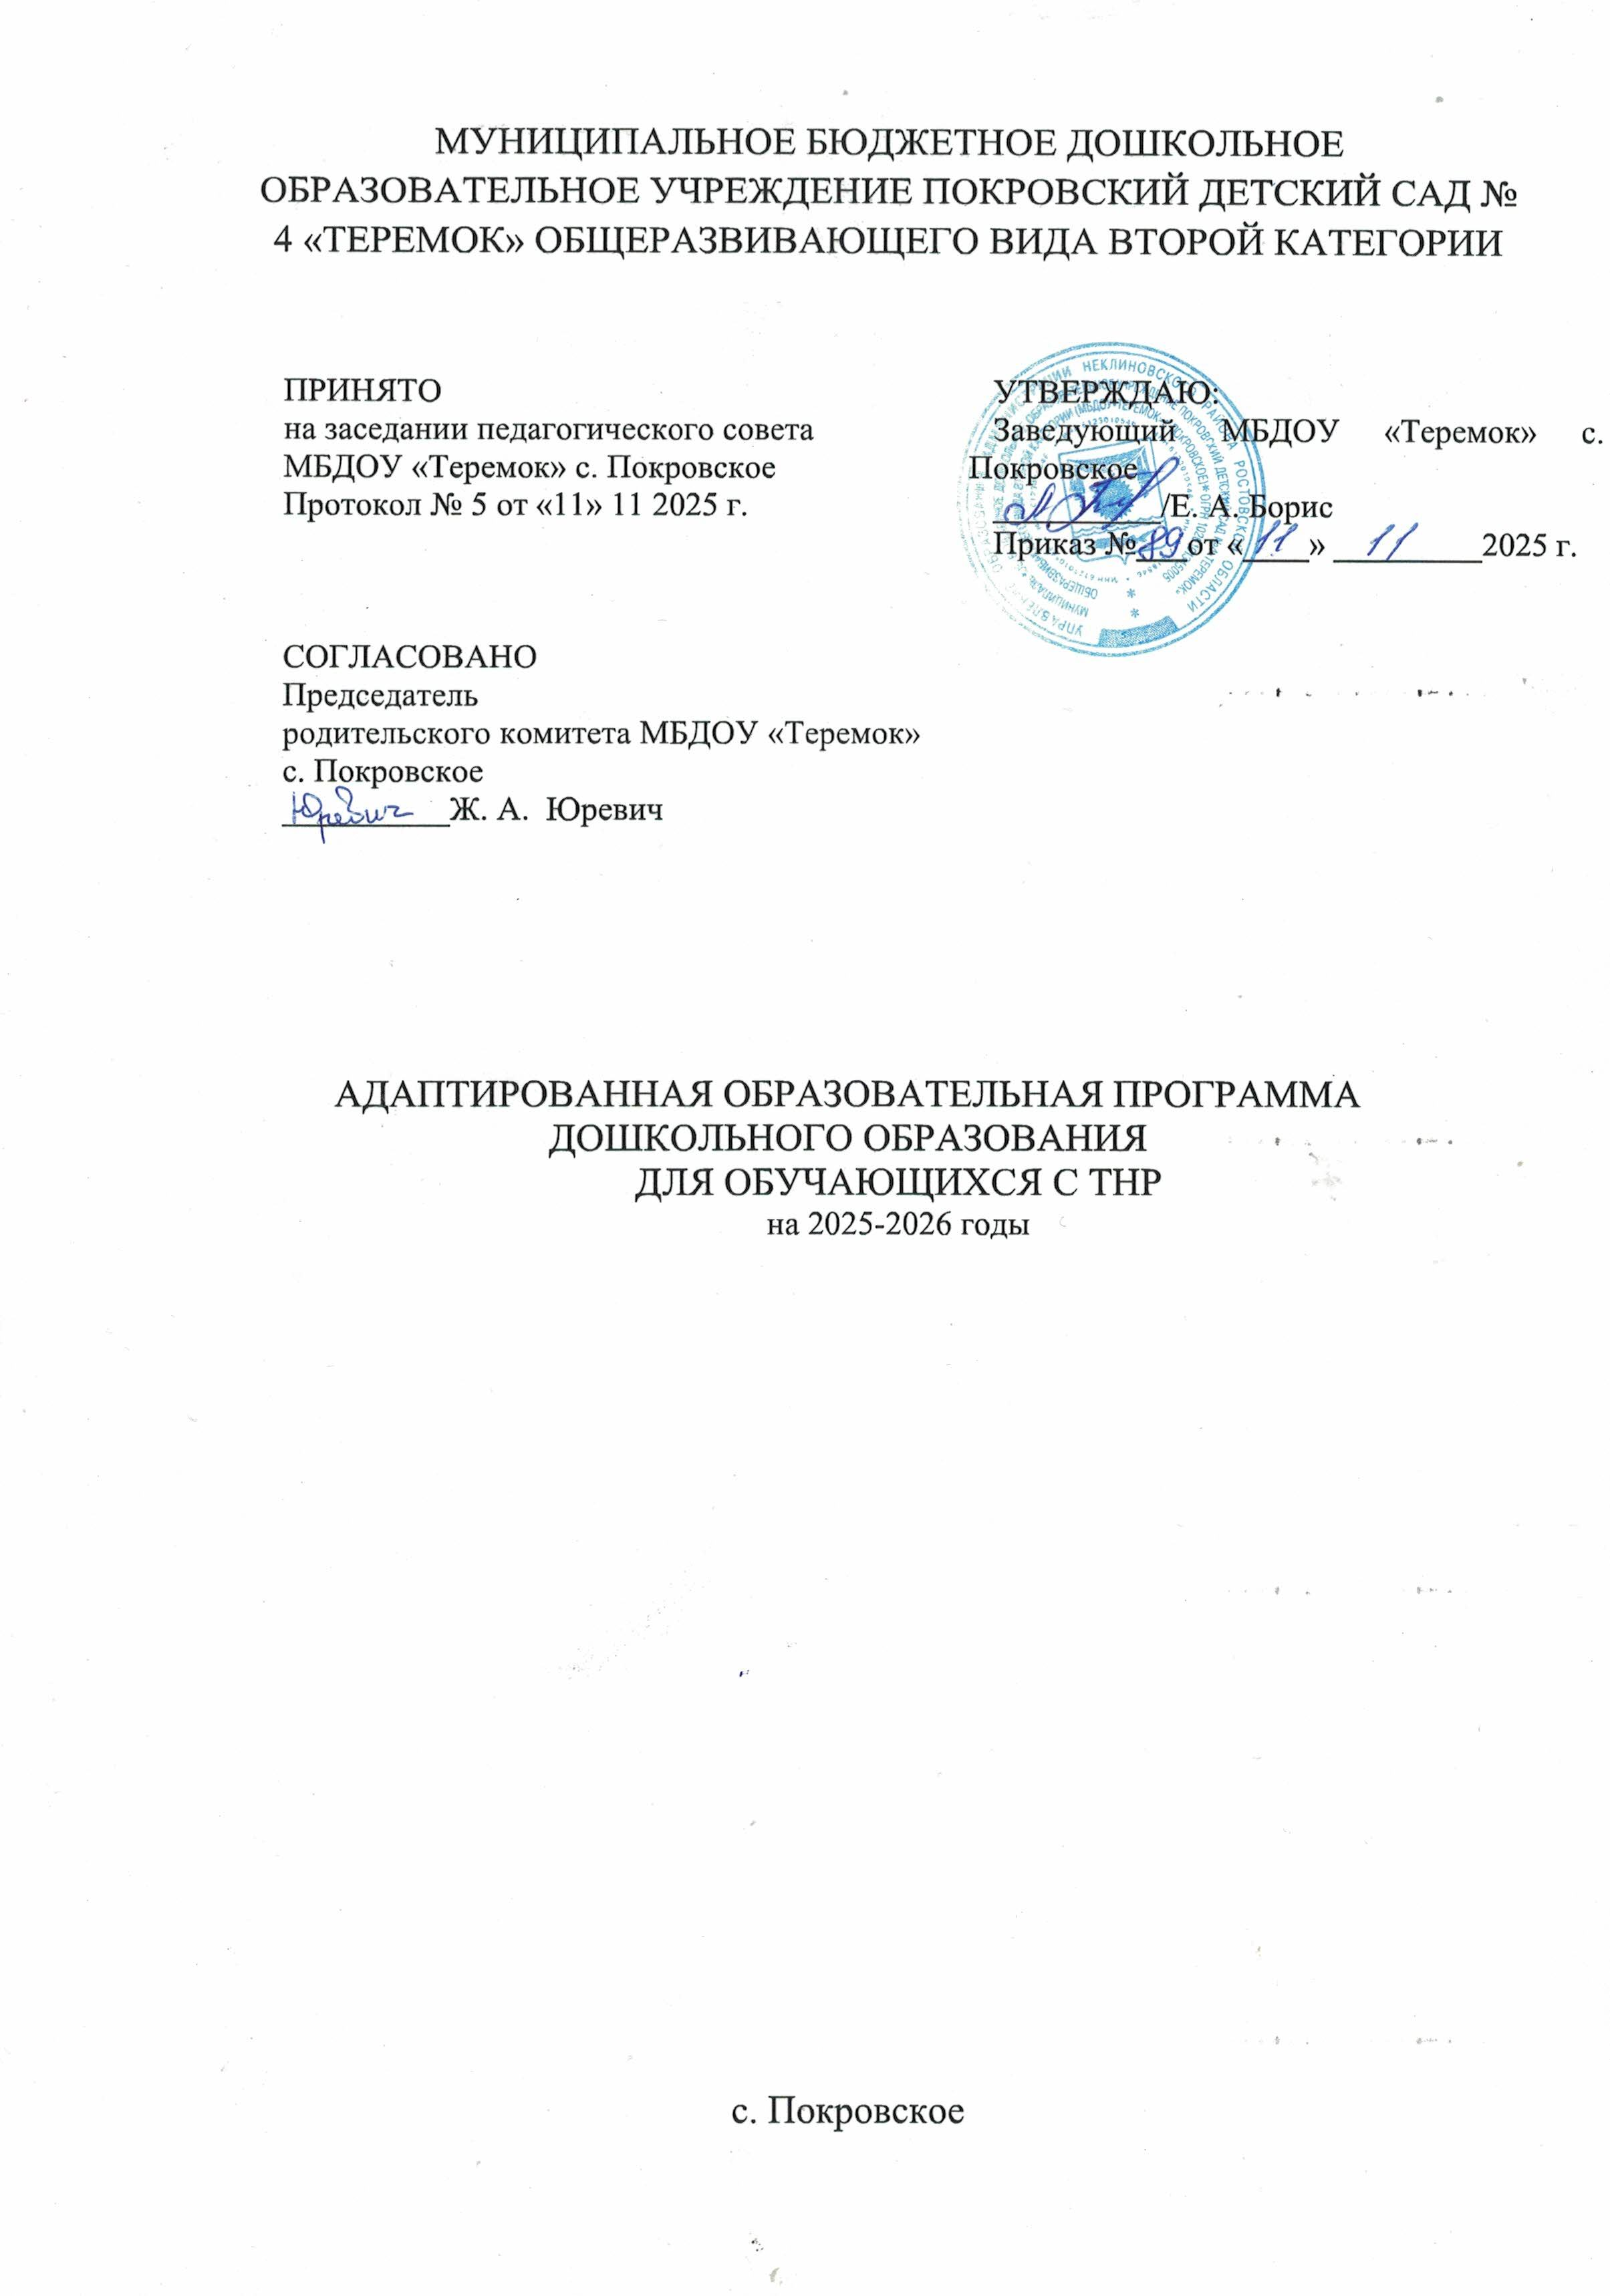 МУНИЦИПАЛЬНОЕ БЮДЖЕТНОЕ ДОШКОЛЬНОЕ
ОБРАЗОВАТЕЛЬНОЕ УЧРЕЖДЕНИЕ ПОКРОВСКИЙ ДЕТСКИЙ САД №
4 «ТЕРЕМОК» ОБЩЕРАЗВИВАЮЩЕГО ВИДА ВТОРОЙ КАТЕГОРИИ
ПРИНЯТО
на заседании педагогического совета
МБДОУ «Теремок» с. Покровское
Протокол № 5 от «11» 11 2025 г.
УТВЕРЖДАЮ:
Заведующий МБДОУ «Теремок» с.
Покровское
/Е. А. Борис
Приказ № 89 от «11» 11 2025 г.
СОГЛАСОВАНО
Председатель
родительского комитета МБДОУ «Теремок»
с. Покровское
Юревич Ж. А. Юревич
АДАПТИРОВАННАЯ ОБРАЗОВАТЕЛЬНАЯ ПРОГРАММА
ДОШКОЛЬНОГО ОБРАЗОВАНИЯ
ДЛЯ ОБУЧАЮЩИХСЯ С ТНР
на 2025-2026 годы
с. Покровское